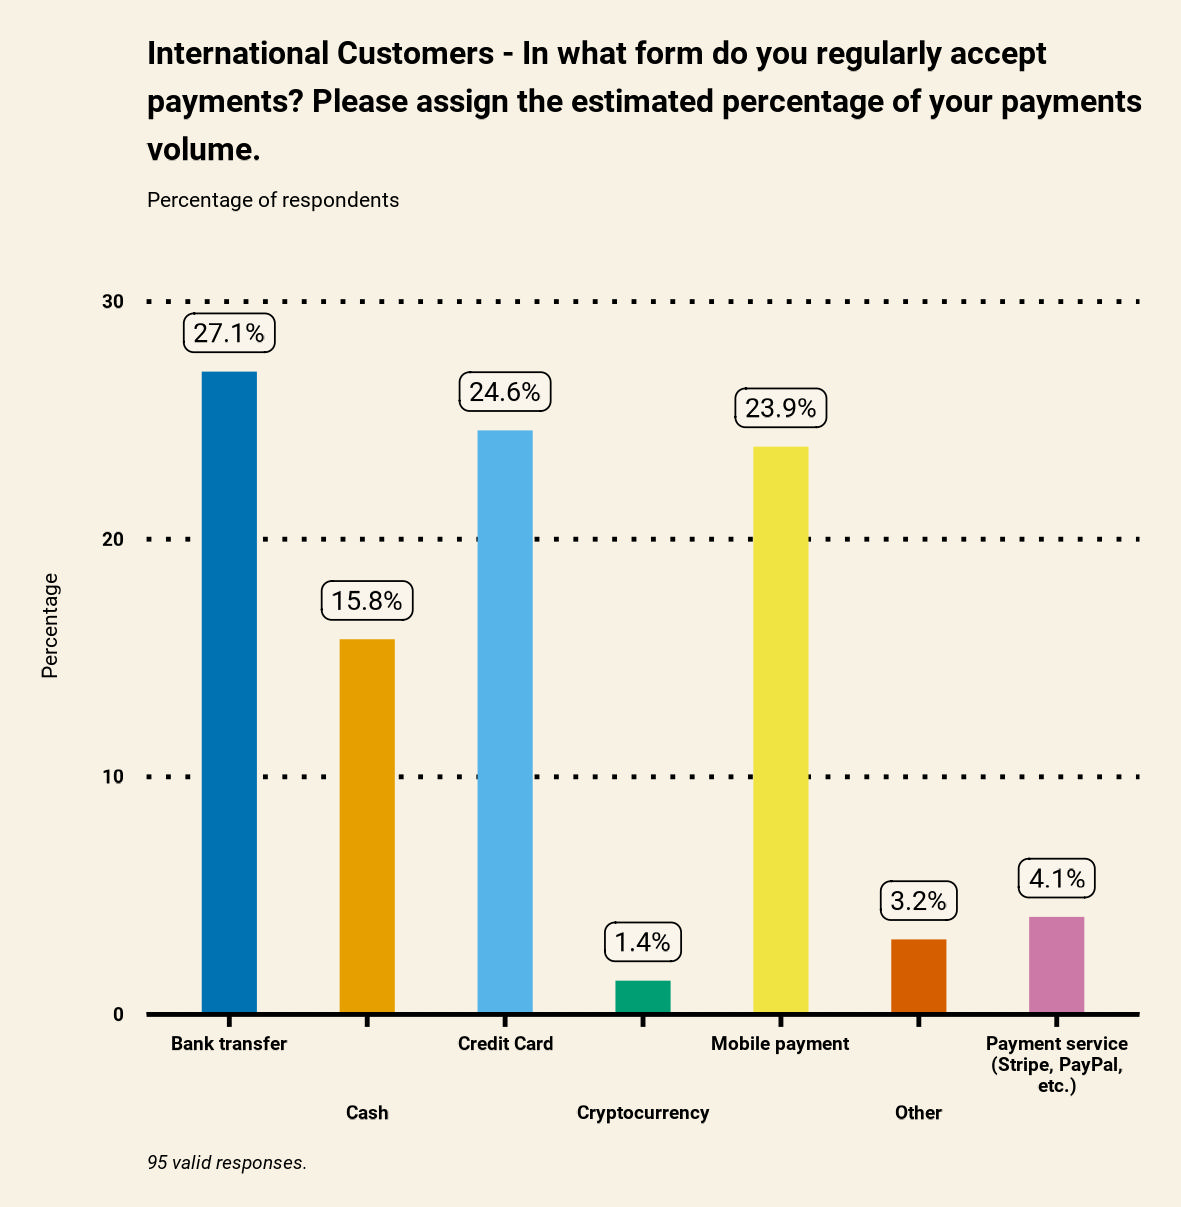 International Customers - In what form do you regularly accept
payments? Please assign the estimated percentage of your payments
volume.
Percentage of respondents
30
27.1%
24.6%
23.9%
20
15.8%
Percentage
10
4.1%
3.2%
1.4%
0
Bank transfer
Credit Card
Mobile payment
Payment service
(Stripe, PayPal,
etc.)
Cash
Cryptocurrency
Other
95 valid responses.